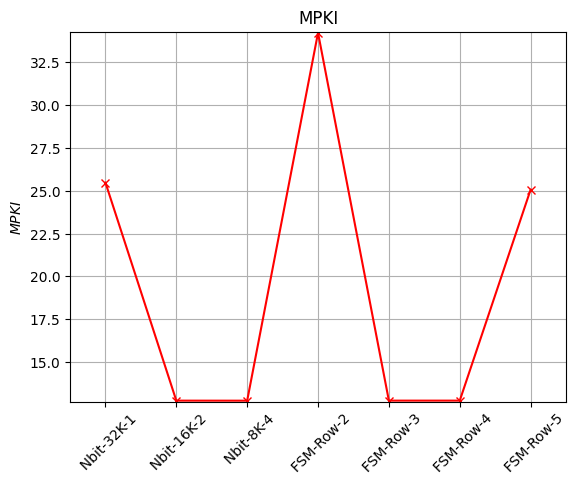 MPKI
MPKI
32.5
30.0
27.5
25.0
22.5
20.0
17.5
15.0
Nbit-32K-1
Nbit-16K-2
Nbit-8K-4
FSM-Row-2
FSM-Row-3
FSM-Row-4
FSM-Row-5